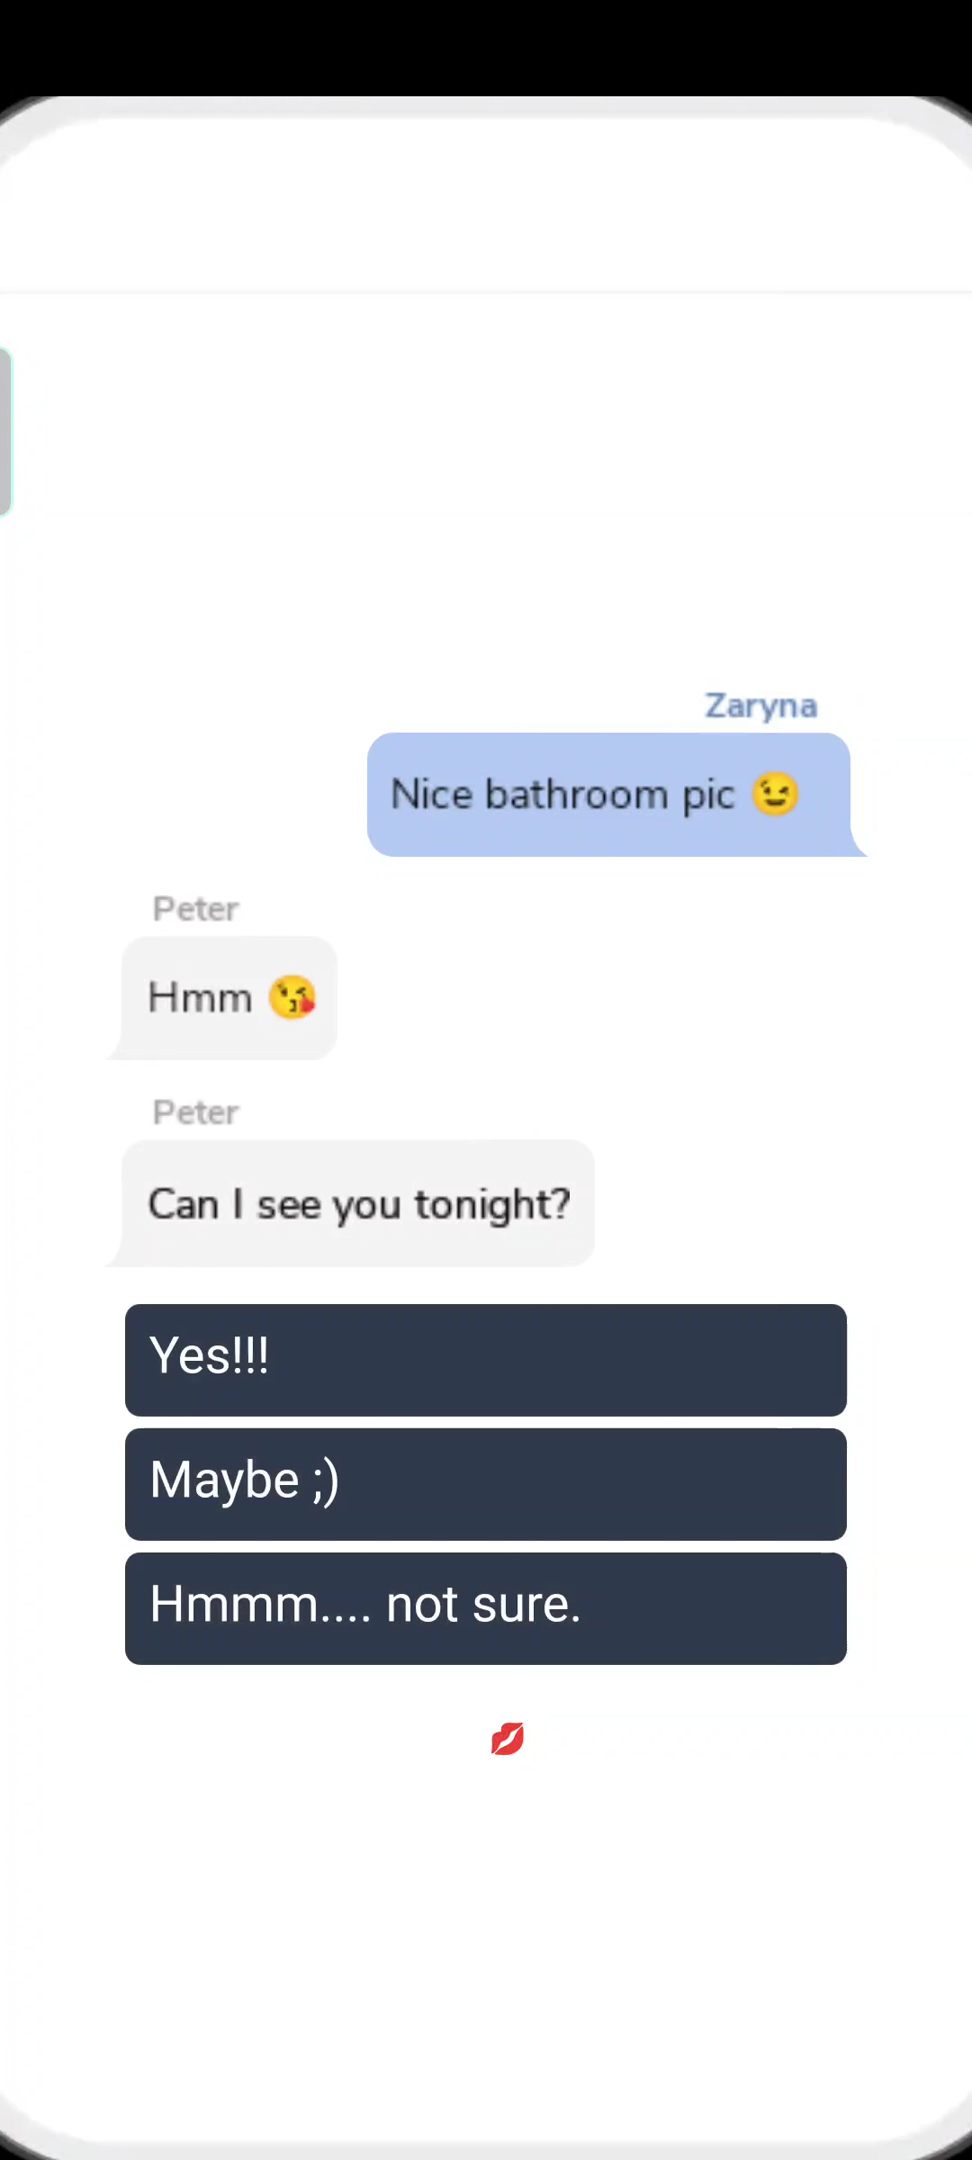 Zaryna
Nice bathroom pic 😉
Peter
Hmm 😘
Peter
Can I see you tonight?
Yes!!!
Maybe ;)
Hmmm.... not sure.